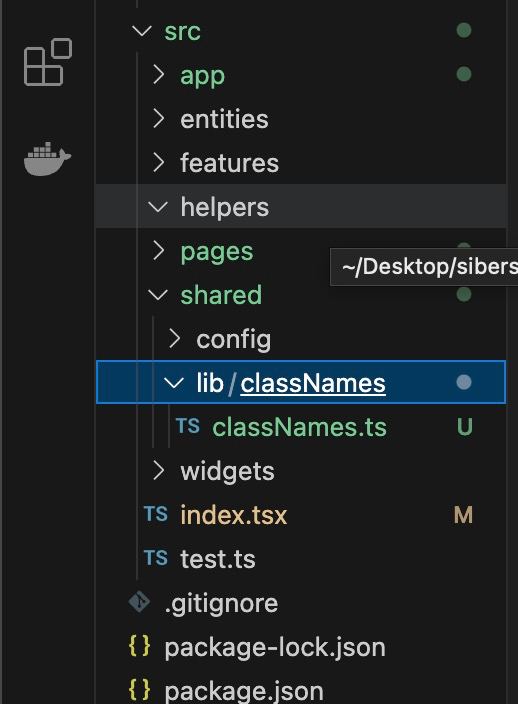 src
app
entities
features
helpers
pages
~/Desktop/sibers
shared
config
lib/classNames
TS classNames.ts U
widgets
TS index.tsx M
TS test.ts
.gitignore
{} package-lock.json
{} package.json